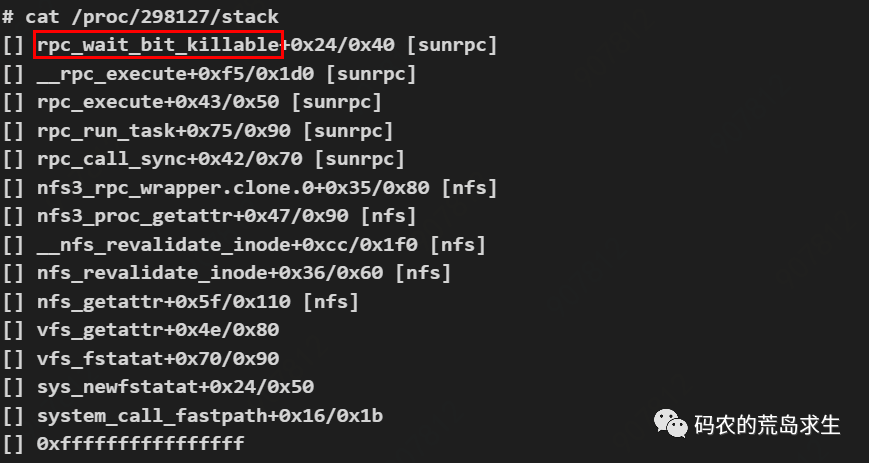 # cat /proc/298127/stack
[] rpc_wait_bit_killable+0x24/0x40 [sunrpc]
[] __rpc_execute+0xf5/0x1d0 [sunrpc]
[] rpc_execute+0x43/0x50 [sunrpc]
[] rpc_run_task+0x75/0x90 [sunrpc]
[] rpc_call_sync+0x42/0x70 [sunrpc]
[] nfs3_rpc_wrapper.clone.0+0x35/0x80 [nfs]
[] nfs3_proc_getattr+0x47/0x90 [nfs]
[] __nfs_revalidate_inode+0xcc/0x1f0 [nfs]
[] nfs_revalidate_inode+0x36/0x60 [nfs]
[] nfs_getattr+0x5f/0x110 [nfs]
[] vfs_getattr+0x4e/0x80
[] vfs_fstatat+0x70/0x90
[] sys_newfstatat+0x24/0x50
[] system_call_fastpath+0x16/0x1b
[] 0xffffffffffffffff
码农的荒岛求生